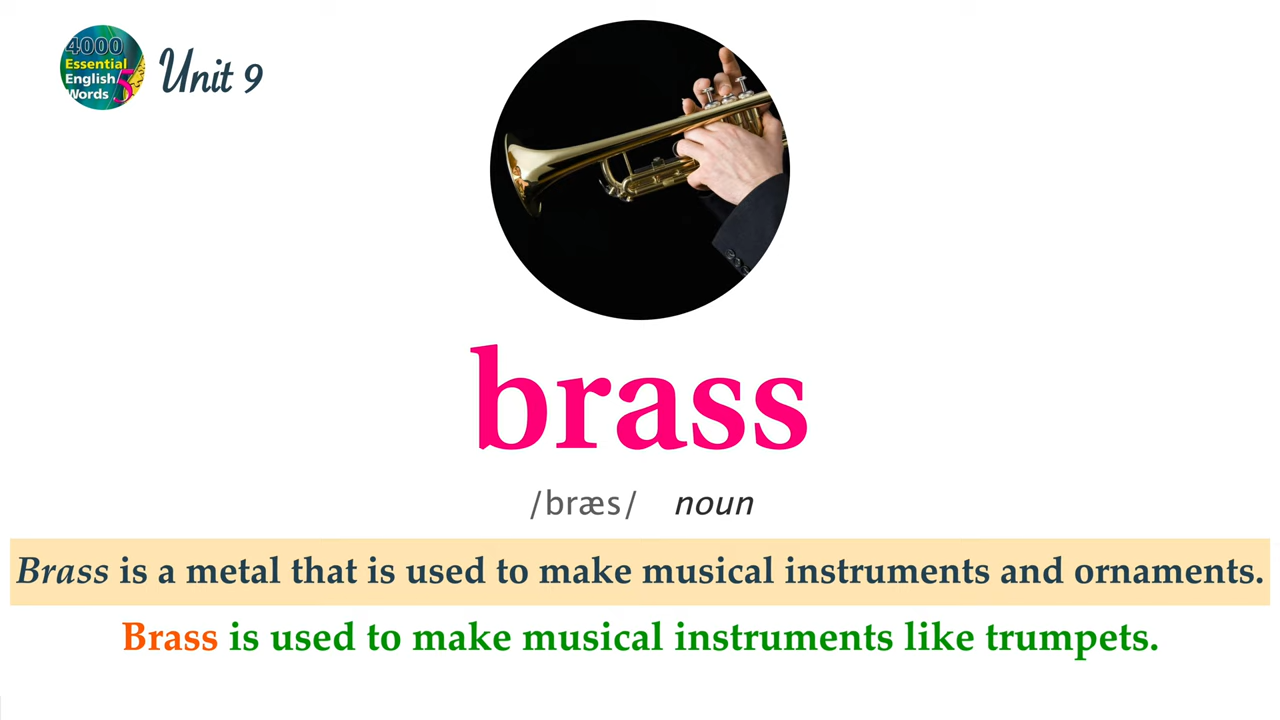 4000
Essential
English
Words 5
Unit 9
brass
/bræs/ noun
Brass is a metal that is used to make musical instruments and ornaments.
Brass is used to make musical instruments like trumpets.